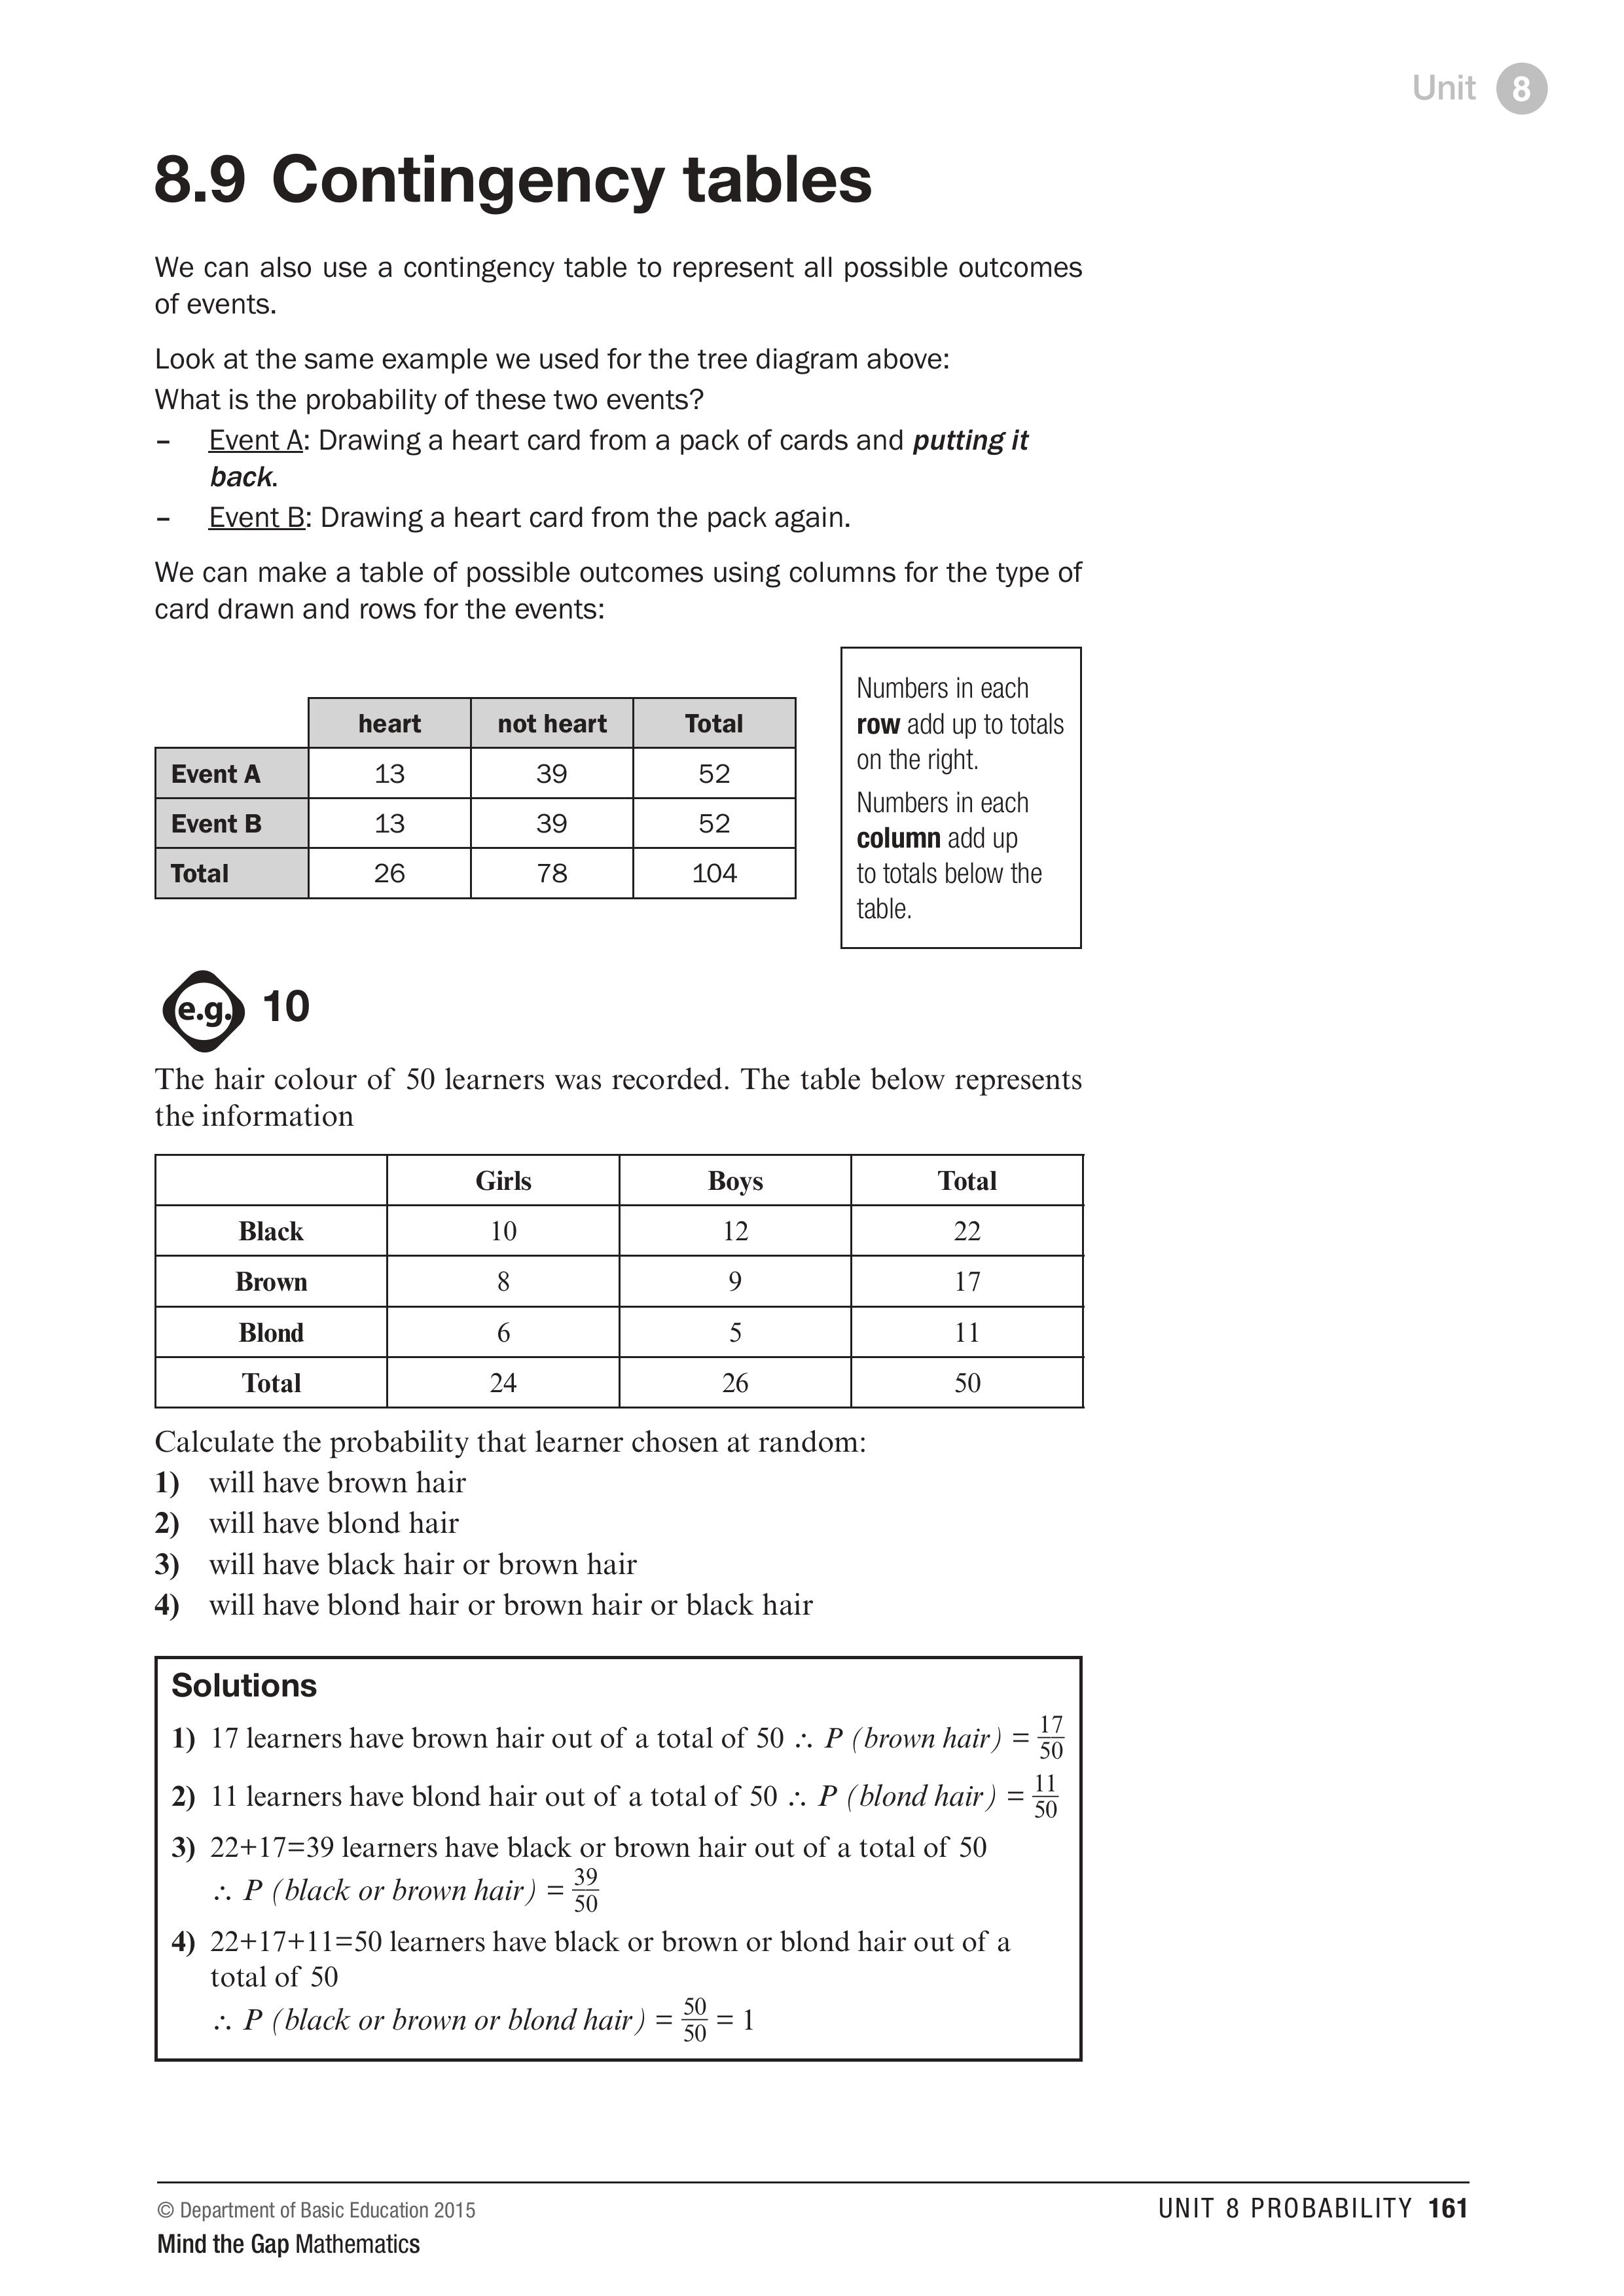 Unit 8
8.9 Contingency tables
We can also use a contingency table to represent all possible outcomes
of events.
Look at the same example we used for the tree diagram above:
What is the probability of these two events?
– Event A: Drawing a heart card from a pack of cards and putting it
back.
– Event B: Drawing a heart card from the pack again.
We can make a table of possible outcomes using columns for the type of
card drawn and rows for the events:
heart not heart Total
Event A 13 39 52
Event B 13 39 52
Total 26 78 104
Numbers in each
row add up to totals
on the right.
Numbers in each
column add up
to totals below the
table.
e.g. 10
The hair colour of 50 learners was recorded. The table below represents
the information
Girls Boys Total
Black 10 12 22
Brown 8 9 17
Blond 6 5 11
Total 24 26 50
Calculate the probability that learner chosen at random:
1) will have brown hair
2) will have blond hair
3) will have black hair or brown hair
4) will have blond hair or brown hair or black hair
Solutions
1) 17 learners have brown hair out of a total of 50 ∴ P (brown hair) = 17/50
2) 11 learners have blond hair out of a total of 50 ∴ P (blond hair) = 11/50
3) 22+17=39 learners have black or brown hair out of a total of 50
∴ P (black or brown hair) = 39/50
4) 22+17+11=50 learners have black or brown or blond hair out of a
total of 50
∴ P (black or brown or blond hair) = 50/50 = 1
© Department of Basic Education 2015
Mind the Gap Mathematics
UNIT 8 PROBABILITY 161